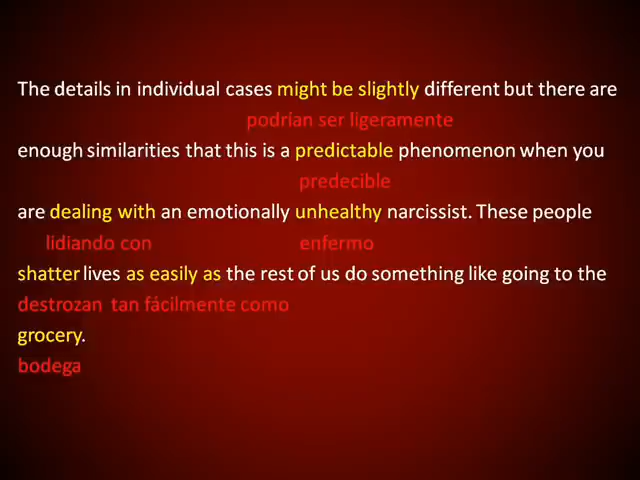 The details in individual cases might be slightly different but there are
podrían ser ligeramente
enough similarities that this is a predictable phenomenon when you
predecible
are dealing with an emotionally unhealthy narcissist. These people
lidiando con enfermo
shatter lives as easily as the rest of us do something like going to the
destrozan tan fácilmente como
grocery.
bodega